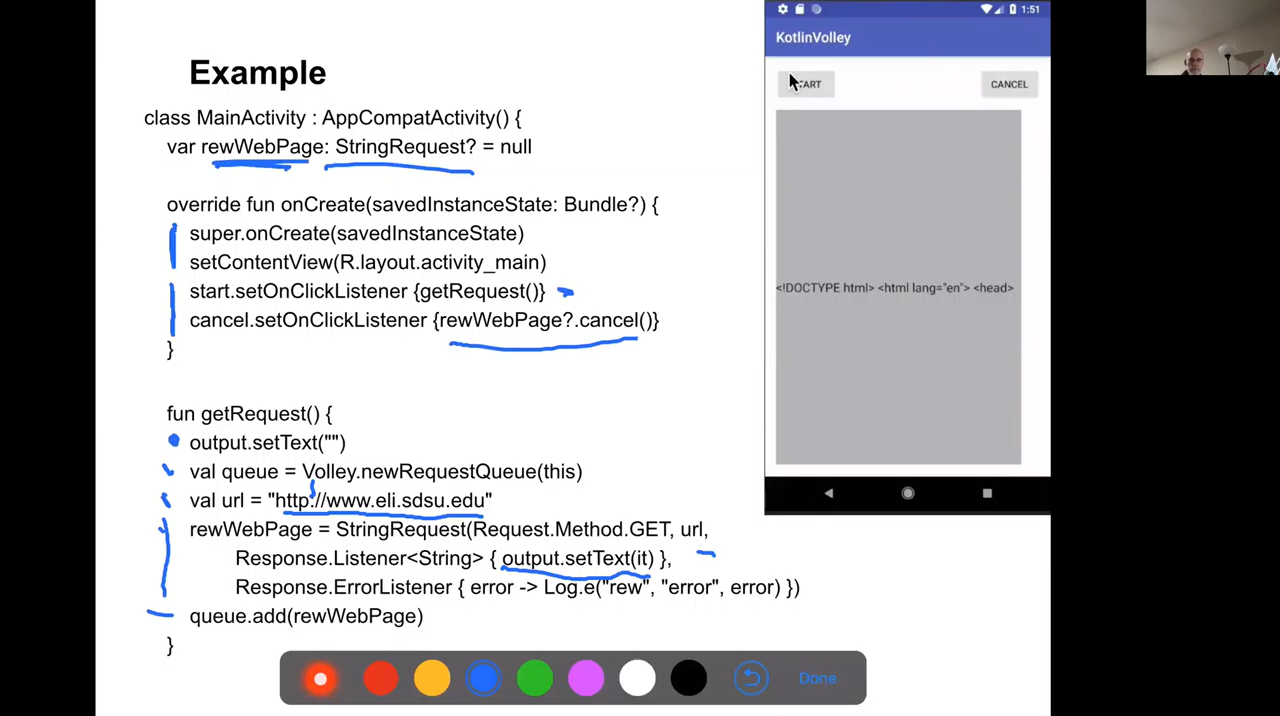 Example
class MainActivity : AppCompatActivity() {
var rewWebPage: StringRequest? = null
override fun onCreate(savedInstanceState: Bundle?) {
super.onCreate(savedInstanceState)
setContentView(R.layout.activity_main)
start.setOnClickListener {getRequest()}
cancel.setOnClickListener {rewWebPage?.cancel()}
}
fun getRequest() {
output.setText("")
val queue = Volley.newRequestQueue(this)
val url = "http://www.eli.sdsu.edu"
rewWebPage = StringRequest(Request.Method.GET, url,
Response.Listener<String> { output.setText(it) },
Response.ErrorListener { error -> Log.e("rew", "error", error) })
queue.add(rewWebPage)
}
1:51
KotlinVolley
START CANCEL
<!DOCTYPE html> <html lang="en"> <head>
Done